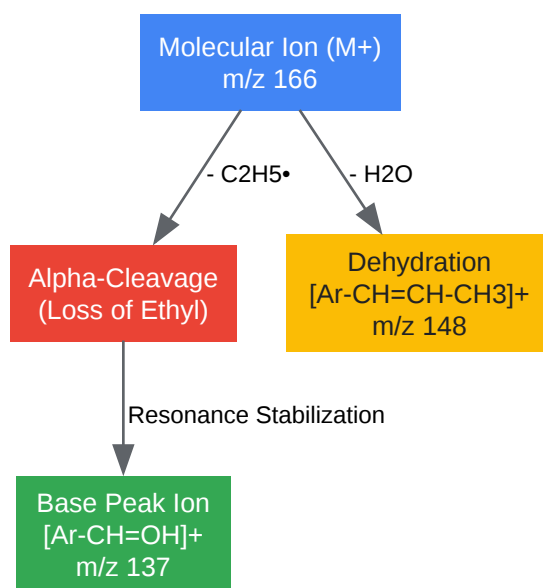 Molecular Ion (M+)
m/z 166
- C2H5•
- H2O
Alpha-Cleavage
(Loss of Ethyl)
Dehydration
[Ar-CH=CH-CH3]+
m/z 148
Resonance Stabilization
Base Peak Ion
[Ar-CH=OH]+
m/z 137